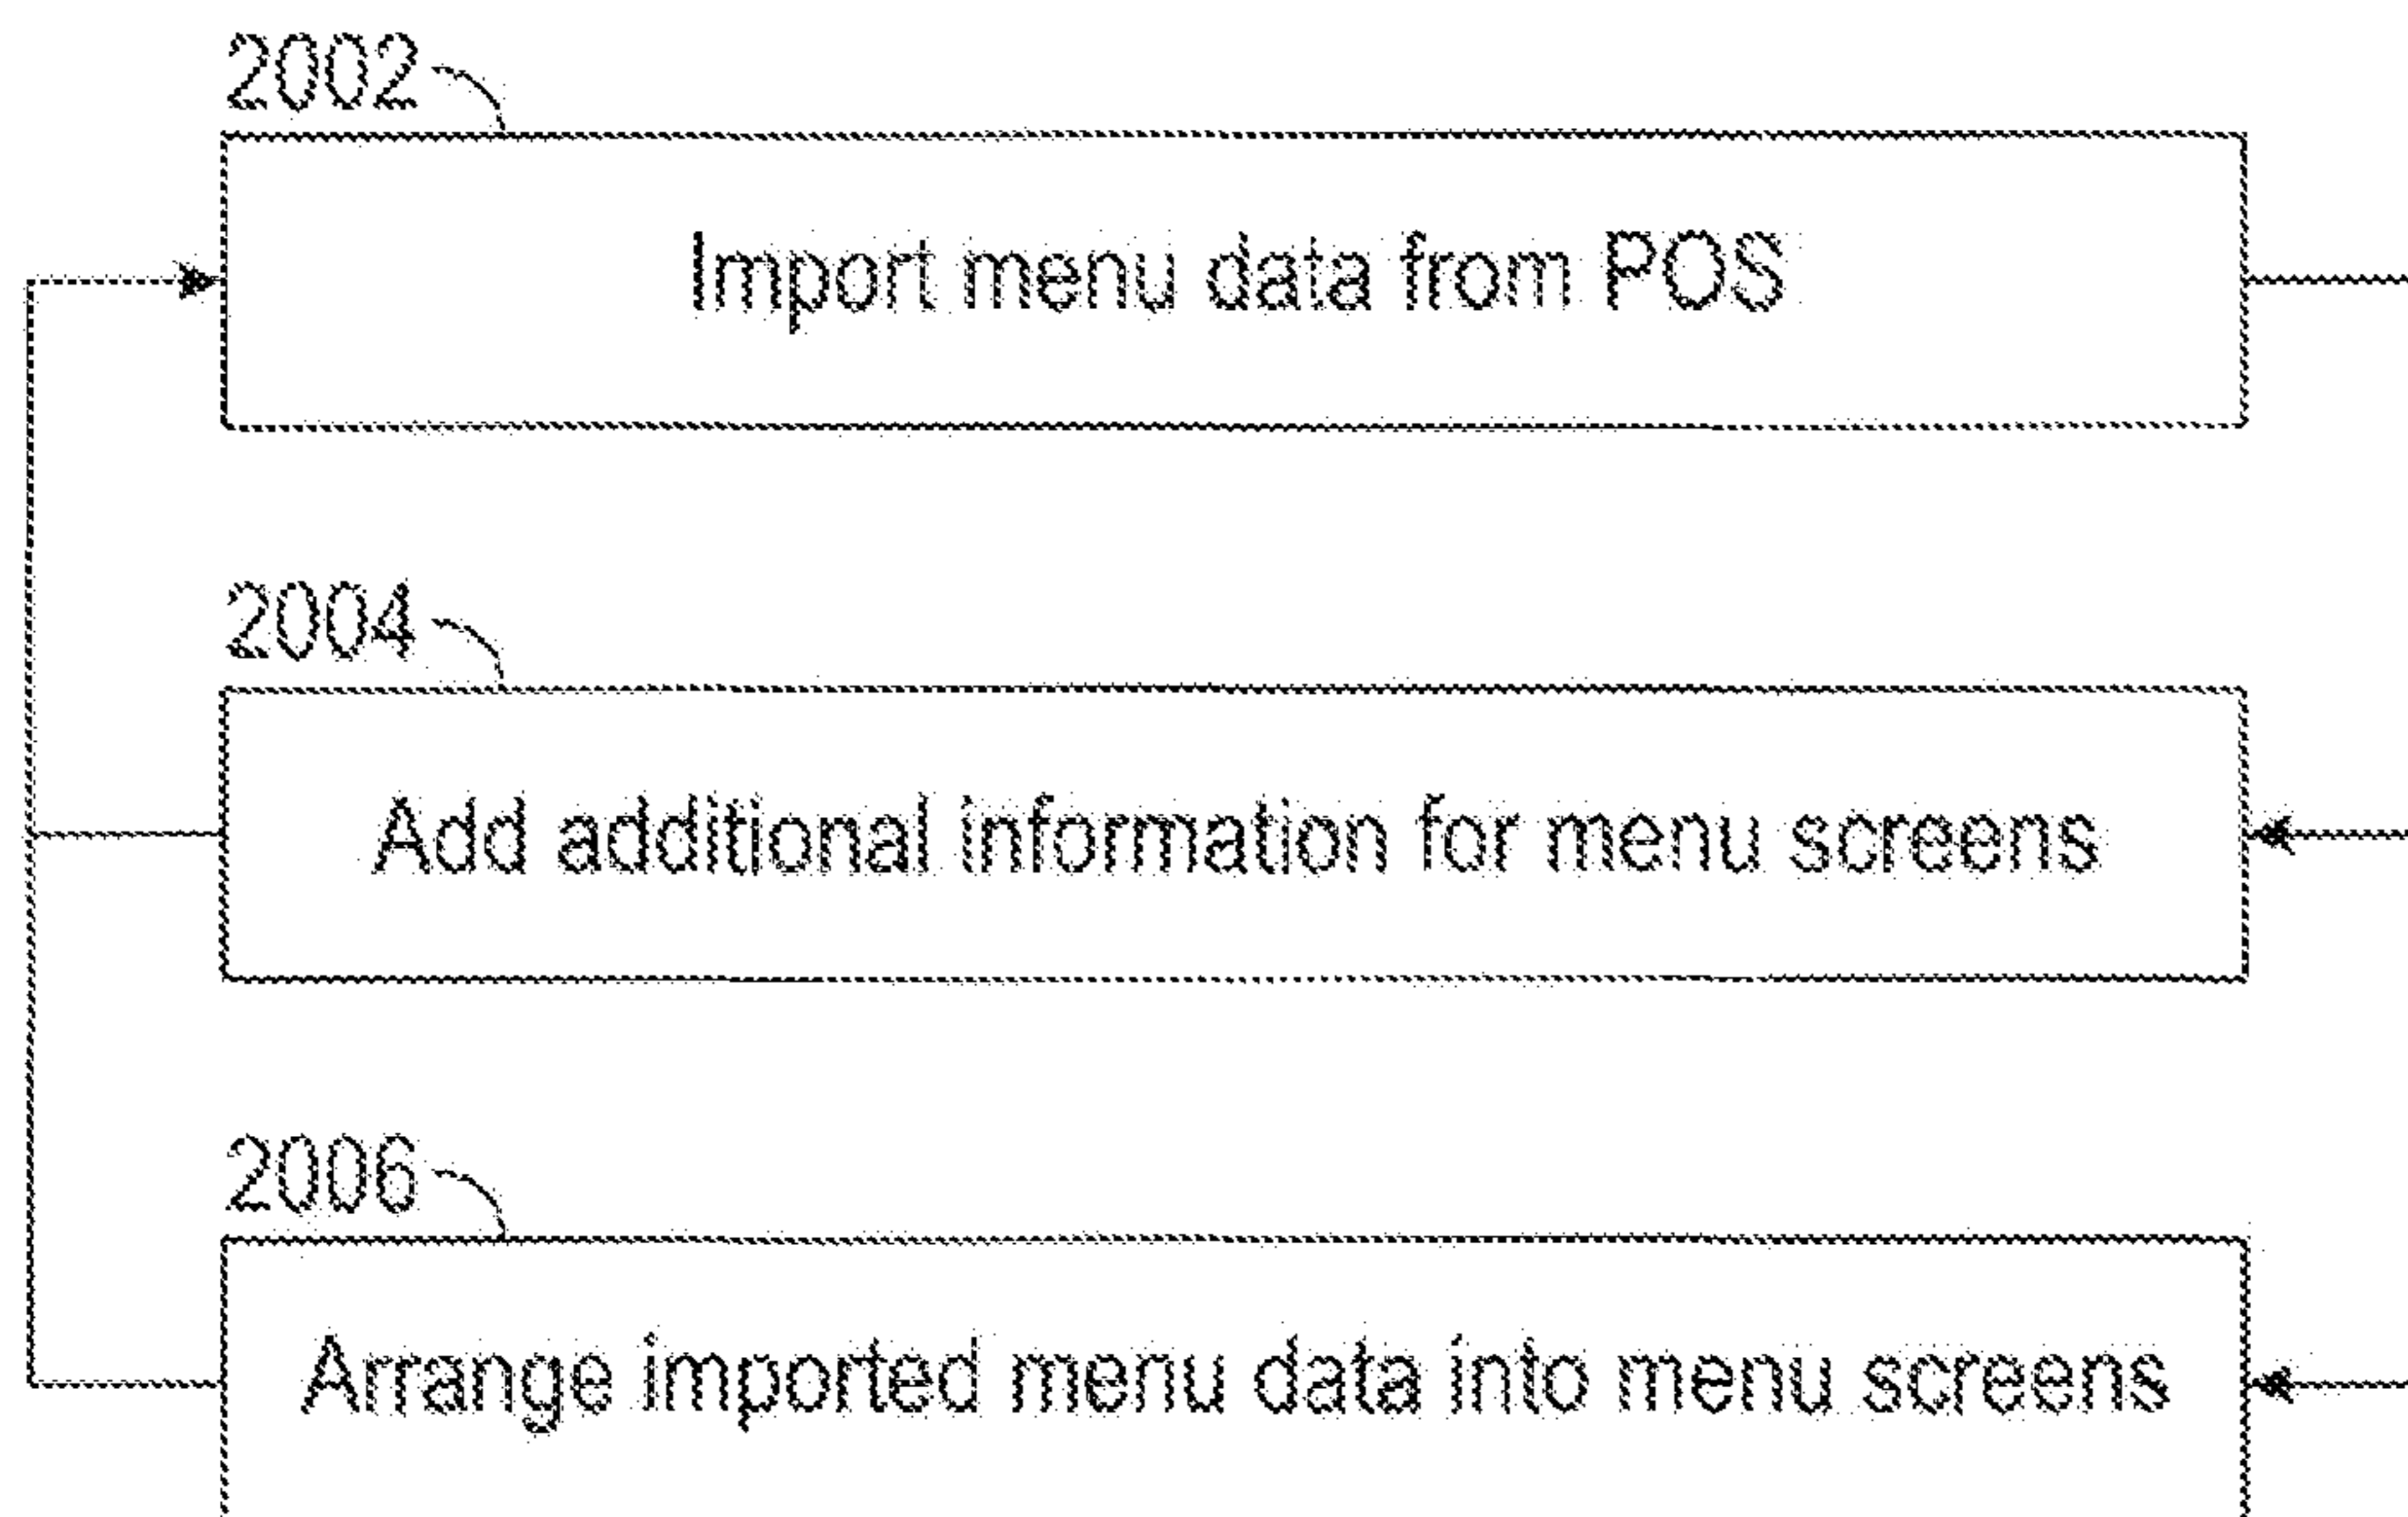 2002
Import menu data from POS
2004
Add additional information for menu screens
2006
Arrange imported menu data into menu screens